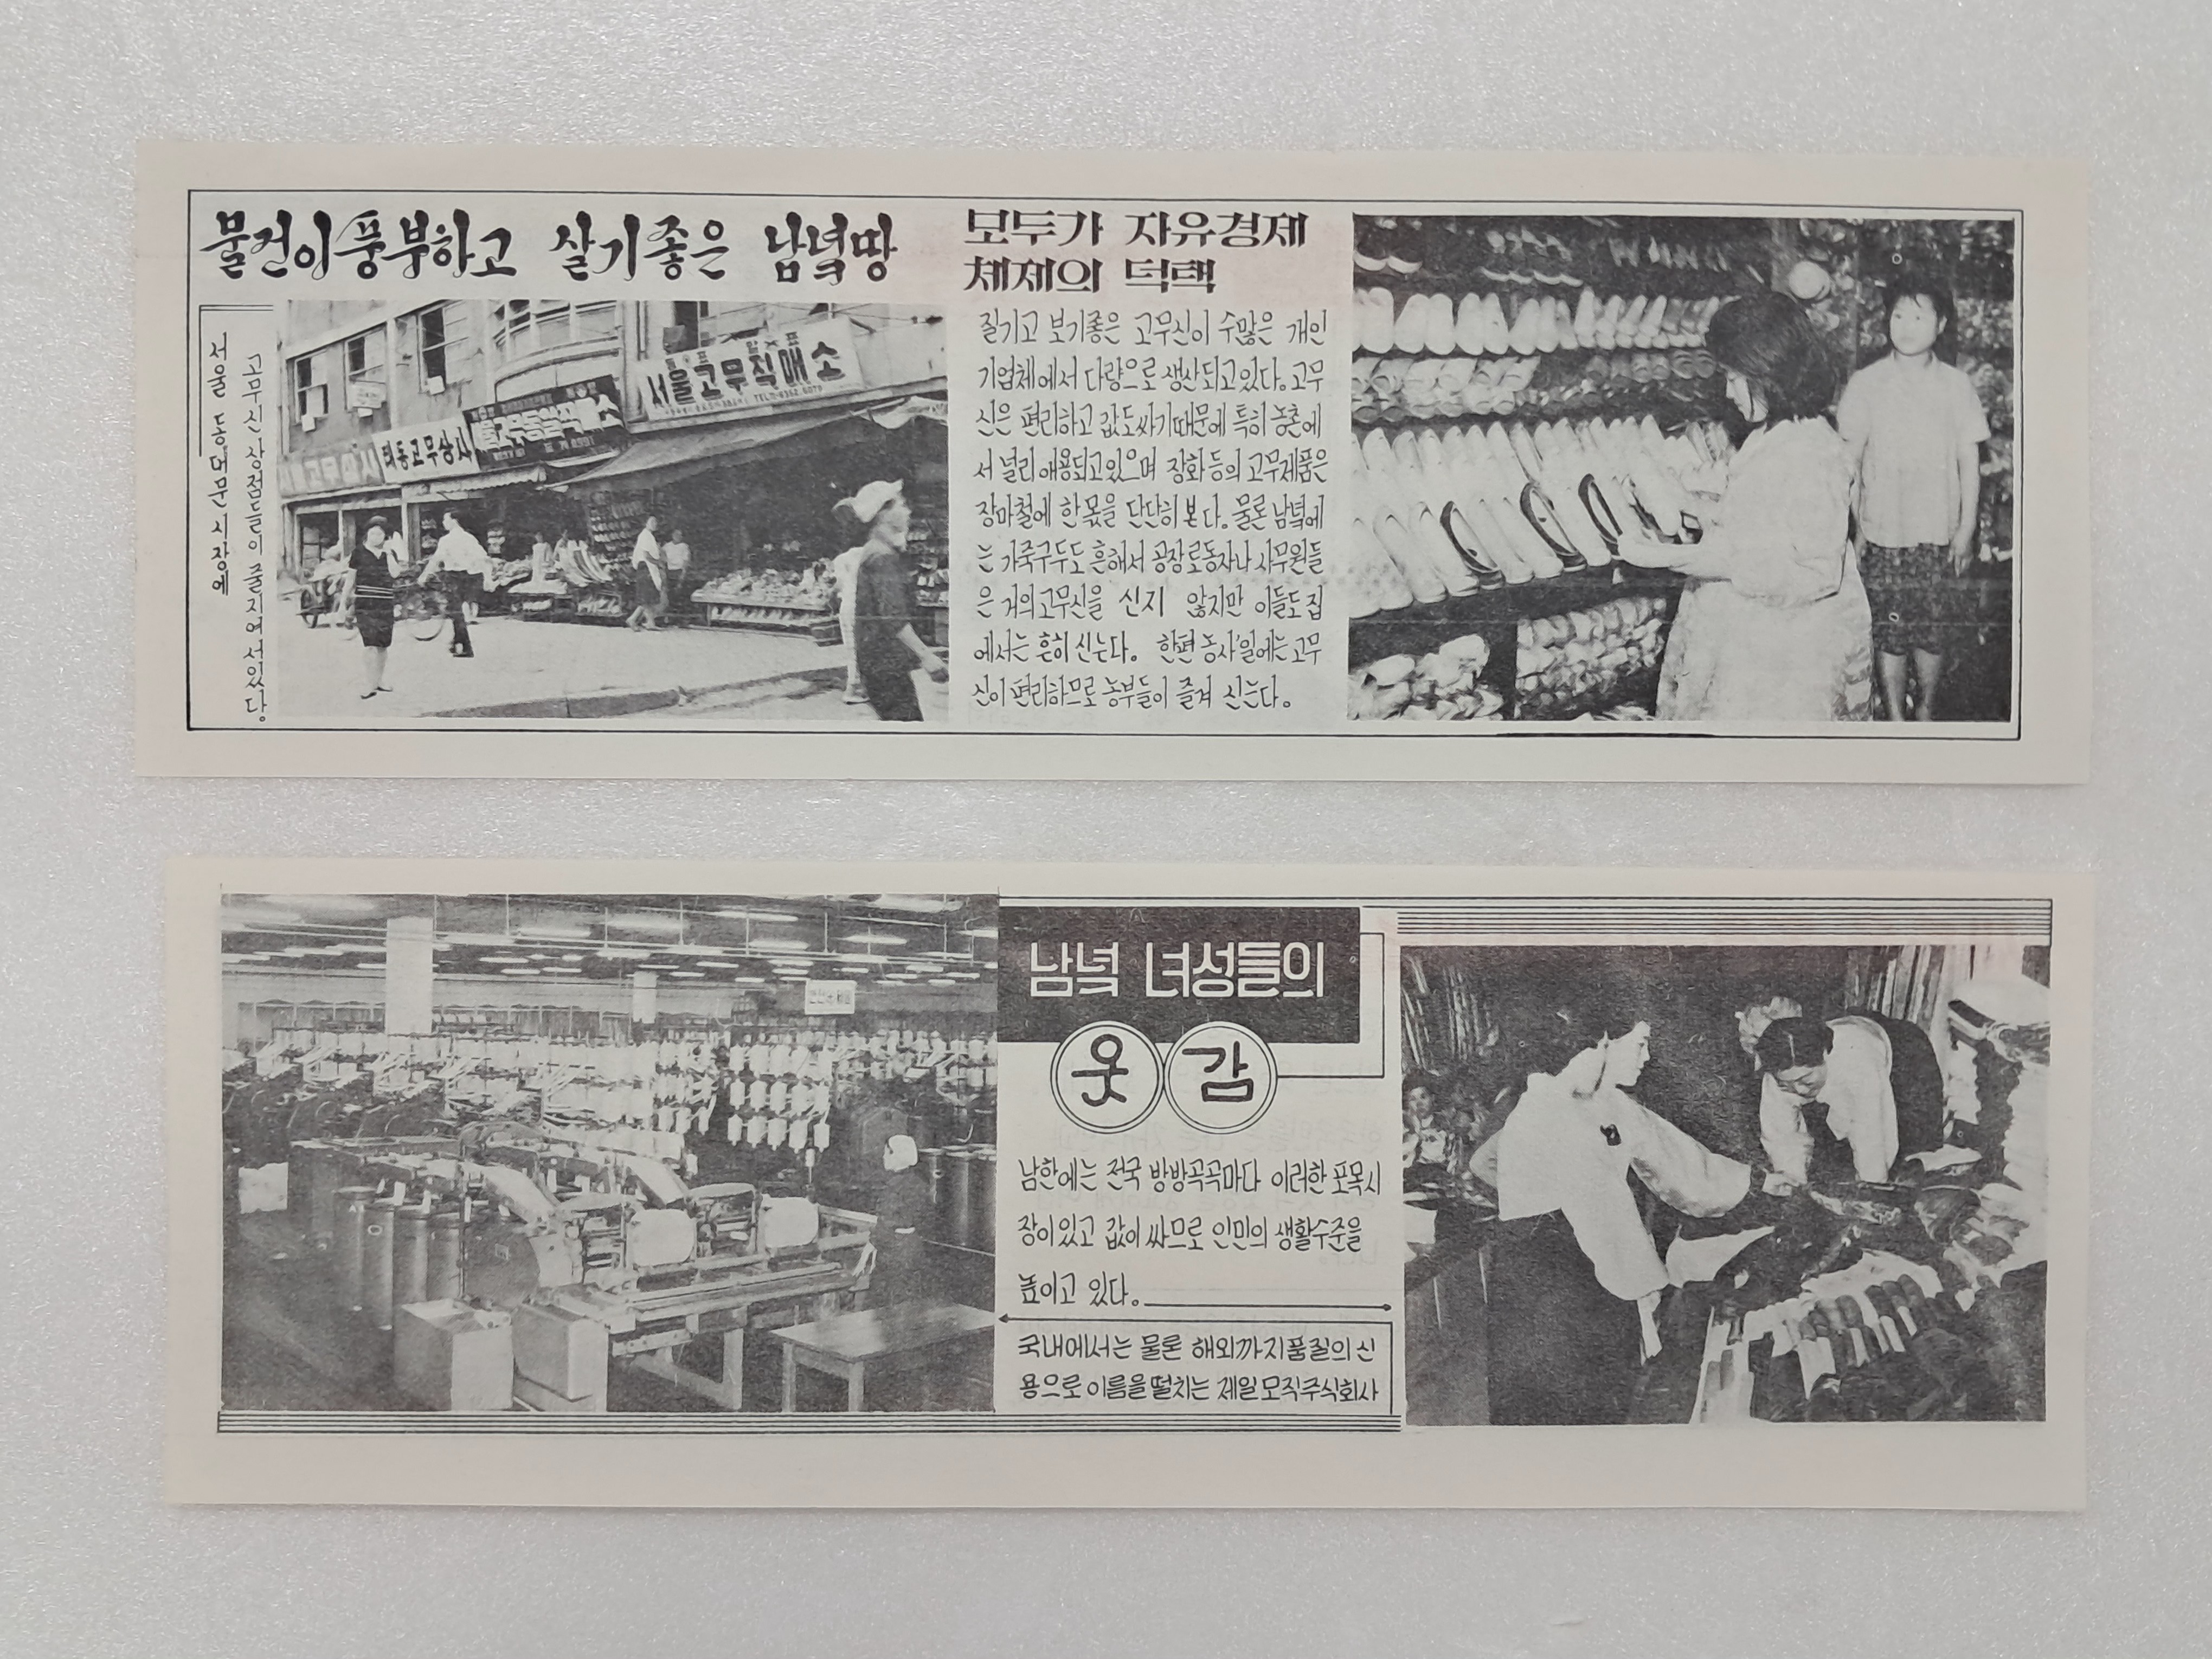 물건이풍부하고 살기좋은 남녘땅
모두가 자유경제
체제의 덕택
서울 동대문시장에
고무신 상점들이 줄지어 서있다.
서울고무직매소
태동고무상사
고무상사
질기고 보기좋은 고무신이 수많은 개인
기업체에서 다량으로 생산되고있다. 고무
신은 편리하고 값도싸기때문에 특히 농촌에
서 널리 애용되고있으며 장화 등의 고무제품은
장마철에 한몫을 단단히 본다. 물론 남녘에
는 가죽구두도 흔해서 공장로동자나 사무원들
은 거의고무신을 신지 않지만 이들도 집
에서는 흔히 신는다. 한편 농사일에는 고무
신이 편리하므로 농부들이 즐겨 신는다.
남녘 녀성들의
옷감
남한에는 전국 방방곡곡마다 이러한 포목시
장이 있고 값이 싸므로 인민의 생활수준을
높이고 있다.
국내에서는 물론 해외까지 품질의 신
용으로 이름을 떨치는 제일모직주식회사